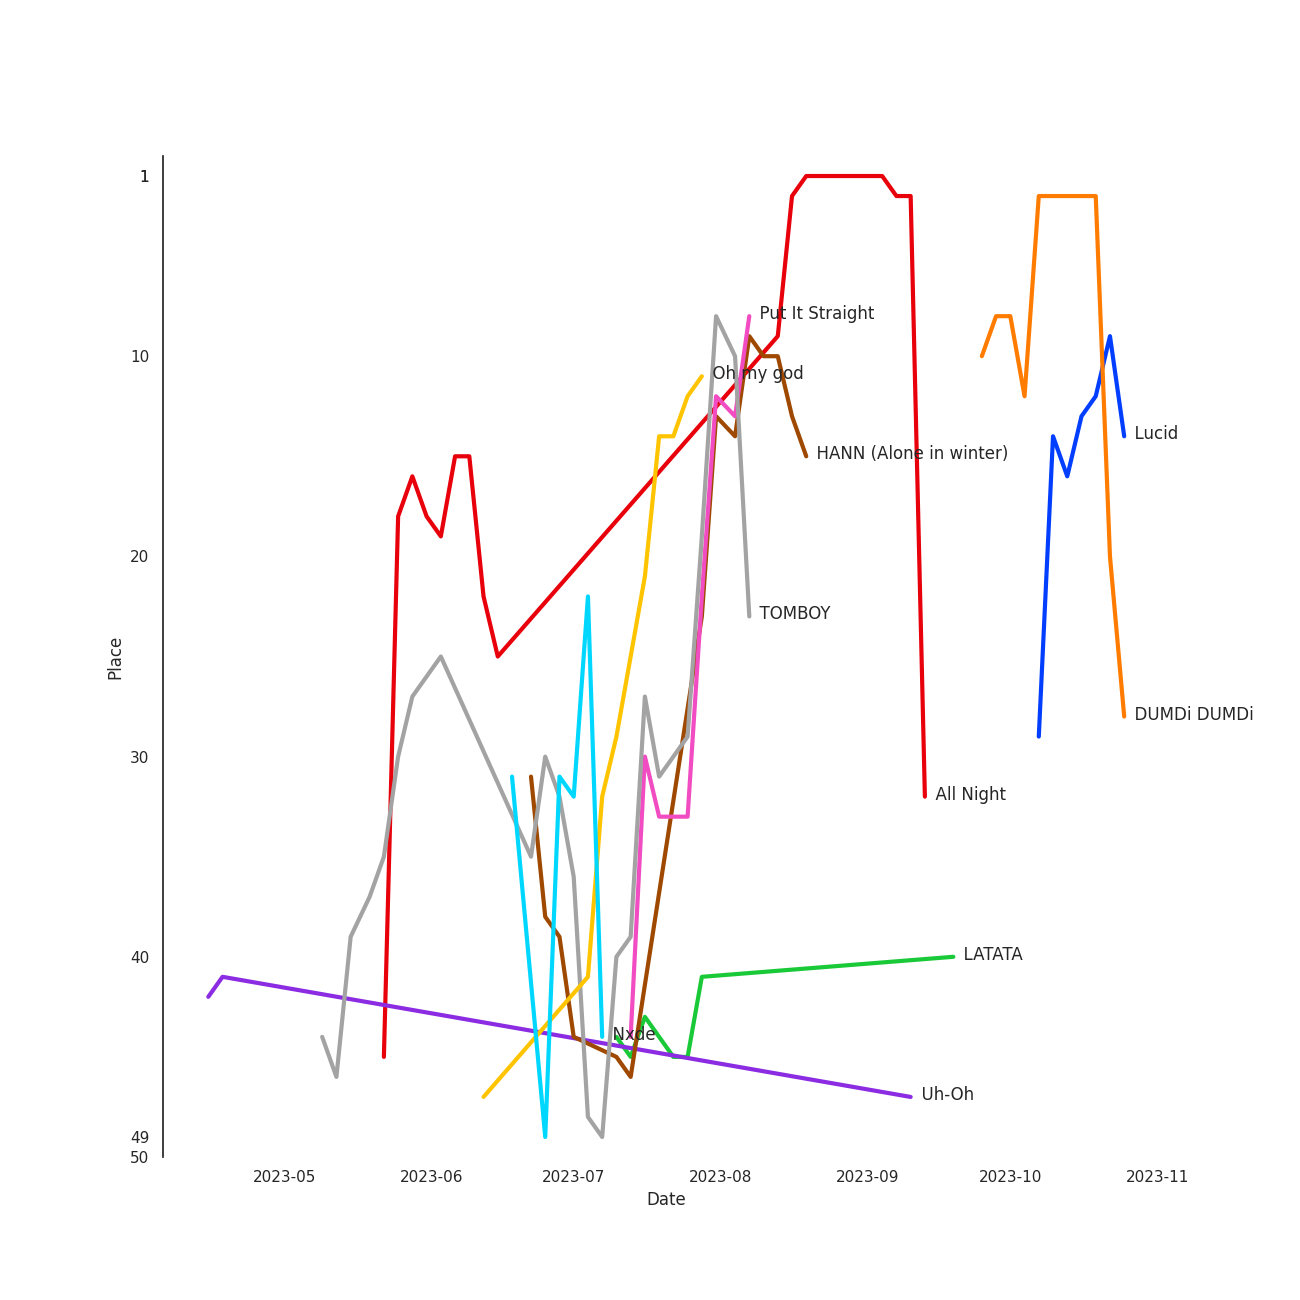 1
Put It Straight
10
Oh my god
Lucid
HANN (Alone in winter)
20
TOMBOY
Place
DUMDi DUMDi
30
All Night
40
LATATA
Nxde
Uh-Oh
49
50
2023-05 2023-06 2023-07 2023-08 2023-09 2023-10 2023-11
Date